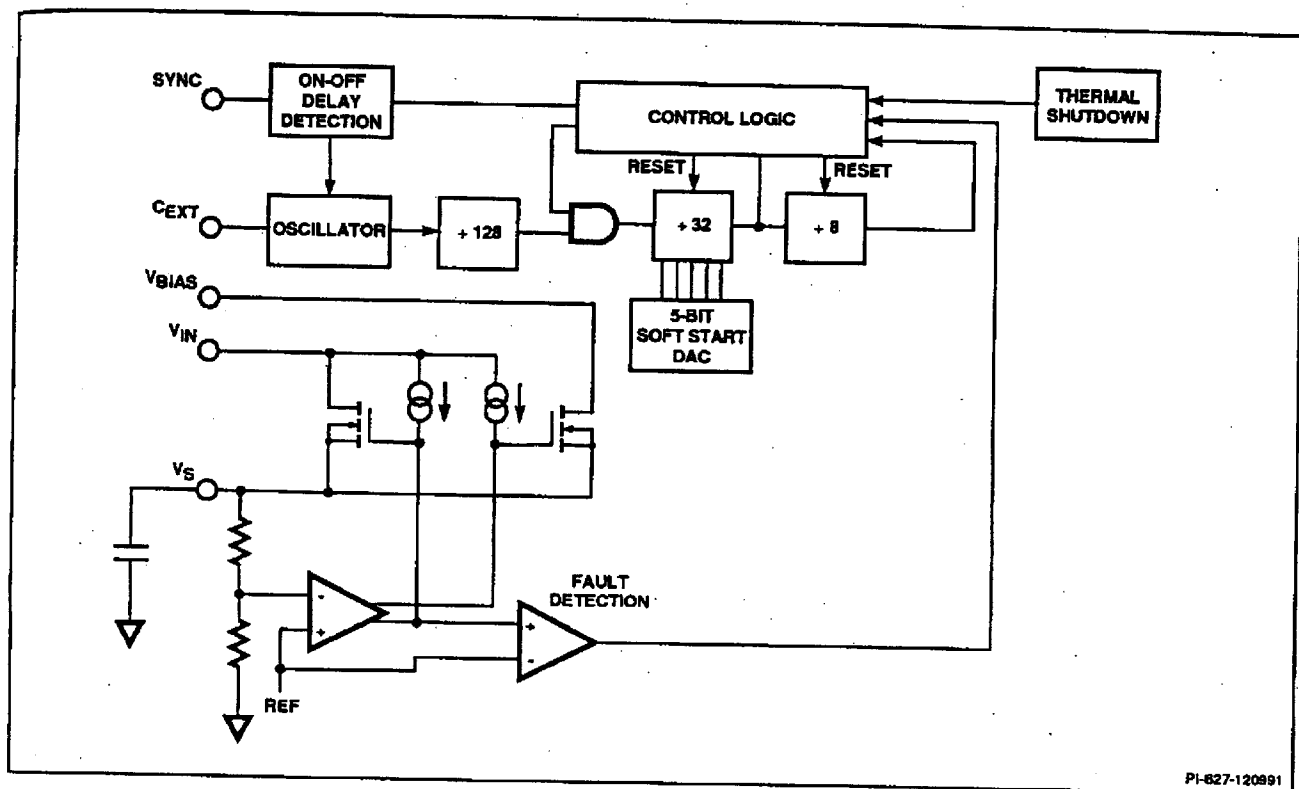 SYNC
ON-OFF
DELAY
DETECTION
CONTROL LOGIC
THERMAL
SHUTDOWN
RESET
RESET
CEXT
OSCILLATOR
÷ 128
÷ 32
÷ 8
VBIAS
5-BIT
SOFT START
DAC
VIN
VS
FAULT
DETECTION
-
+
+
-
REF
PI-627-120991